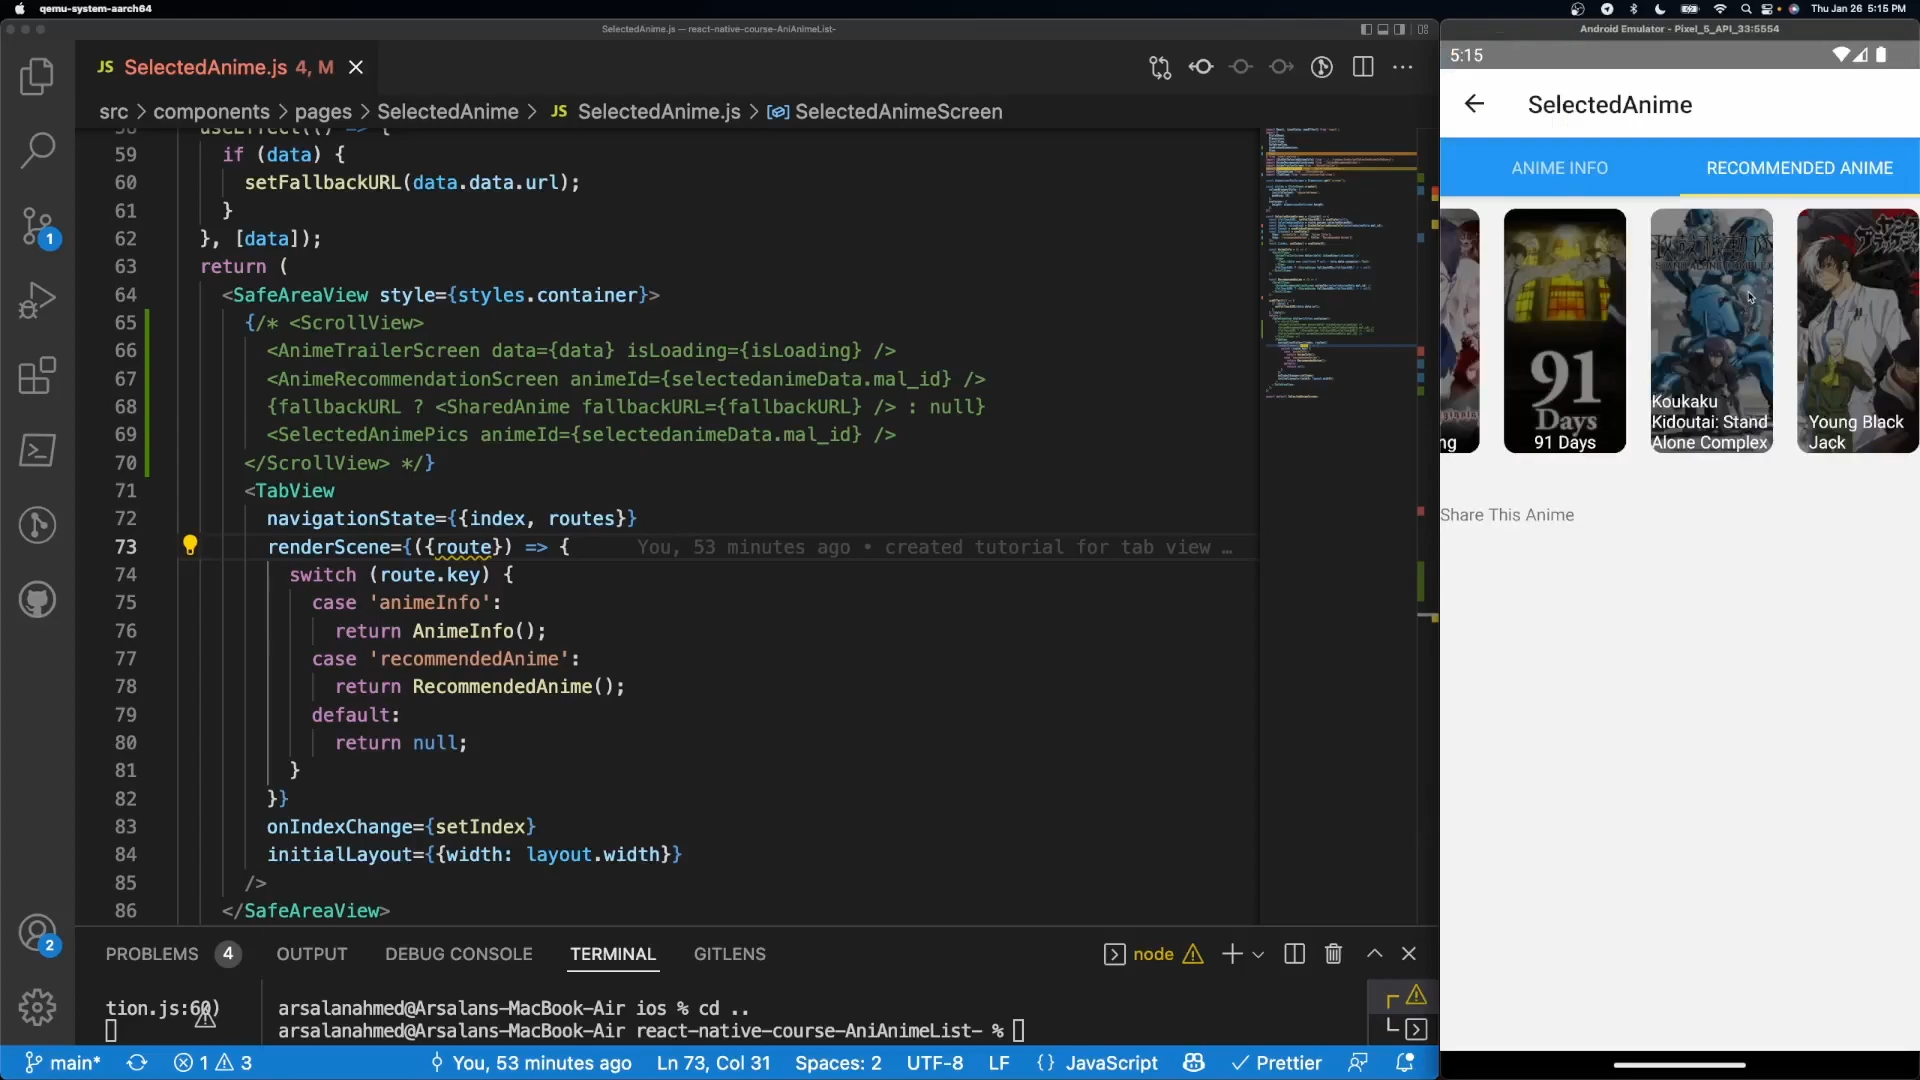 qemu-system-aarch64
Thu Jan 26 5:15 PM
SelectedAnime.js — react-native-course-AniAnimeList-
JS SelectedAnime.js 4, M
src > components > pages > SelectedAnime > JS SelectedAnime.js > SelectedAnimeScreen
58 useEffect(() => {
59 if (data) {
60 setFallbackURL(data.data.url);
61 }
62 }, [data]);
63 return (
64 <SafeAreaView style={styles.container}>
65 {/* <ScrollView>
66 <AnimeTrailerScreen data={data} isLoading={isLoading} />
67 <AnimeRecommendationScreen animeId={selectedanimeData.mal_id} />
68 {fallbackURL ? <SharedAnime fallbackURL={fallbackURL} /> : null}
69 <SelectedAnimePics animeId={selectedanimeData.mal_id} />
70 </ScrollView> */}
71 <TabView
72 navigationState={{index, routes}}
73 renderScene={({route}) => { You, 53 minutes ago • created tutorial for tab view …
74 switch (route.key) {
75 case 'animeInfo':
76 return AnimeInfo();
77 case 'recommendedAnime':
78 return RecommendedAnime();
79 default:
80 return null;
81 }
82 }}
83 onIndexChange={setIndex}
84 initialLayout={{width: layout.width}}
85 />
86 </SafeAreaView>
1
2
PROBLEMS 4 OUTPUT DEBUG CONSOLE TERMINAL GITLENS
node
tion.js:60)
arsalanahmed@Arsalans-MacBook-Air ios % cd ..
arsalanahmed@Arsalans-MacBook-Air react-native-course-AniAnimeList- %
main* 1 3 You, 53 minutes ago Ln 73, Col 31 Spaces: 2 UTF-8 LF {} JavaScript Prettier
Android Emulator - Pixel_5_API_33:5554
5:15
SelectedAnime
ANIME INFO RECOMMENDED ANIME
ng
91
Days
91 Days
STAND ALONE COMPLEX
Koukaku
Kidoutai: Stand
Alone Complex
Young Black
Jack
Share This Anime